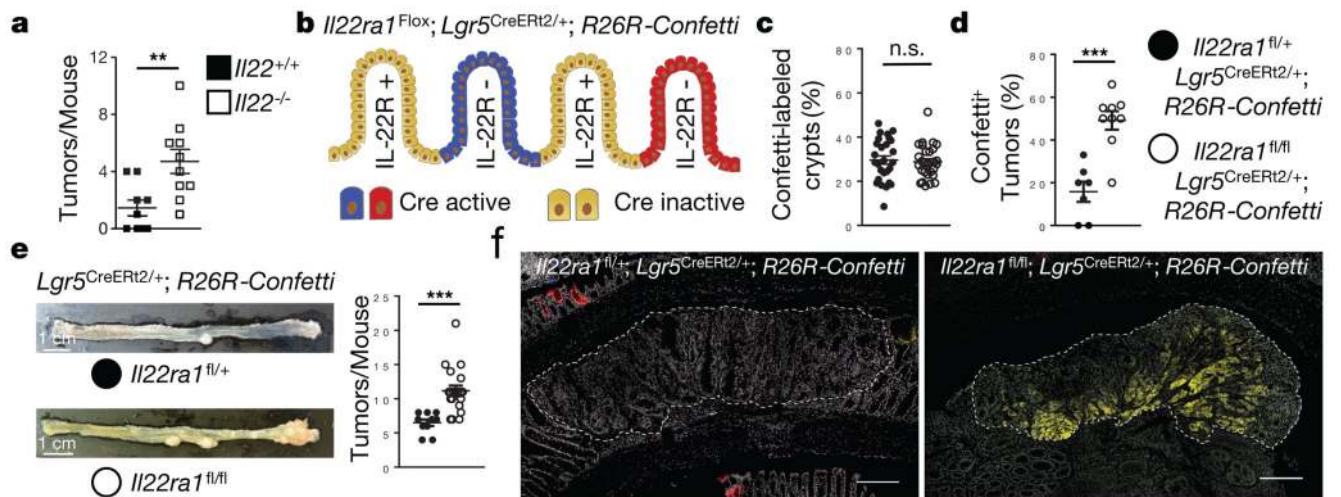 a
**
Tumors/Mouse
12
8
4
0
Il22+/+
Il22-/-
b Il22ra1Flox; Lgr5CreERt2/+; R26R-Confetti
IL-22R +
IL-22R -
IL-22R +
IL-22R -
Cre active
Cre inactive
c
n.s.
Confetti-labeled
crypts (%)
80
60
40
20
0
d
***
Confetti+
Tumors (%)
80
60
40
20
0
Il22ra1fl/+
Lgr5CreERt2/+;
R26R-Confetti
Il22ra1fl/fl
Lgr5CreERt2/+;
R26R-Confetti
e
Lgr5CreERt2/+; R26R-Confetti
1 cm
Il22ra1fl/+
1 cm
Il22ra1fl/fl
***
Tumors/Mouse
25
20
15
10
5
0
f
Il22ra1fl/+; Lgr5CreERt2/+; R26R-Confetti
Il22ra1fl/fl; Lgr5CreERt2/+; R26R-Confetti